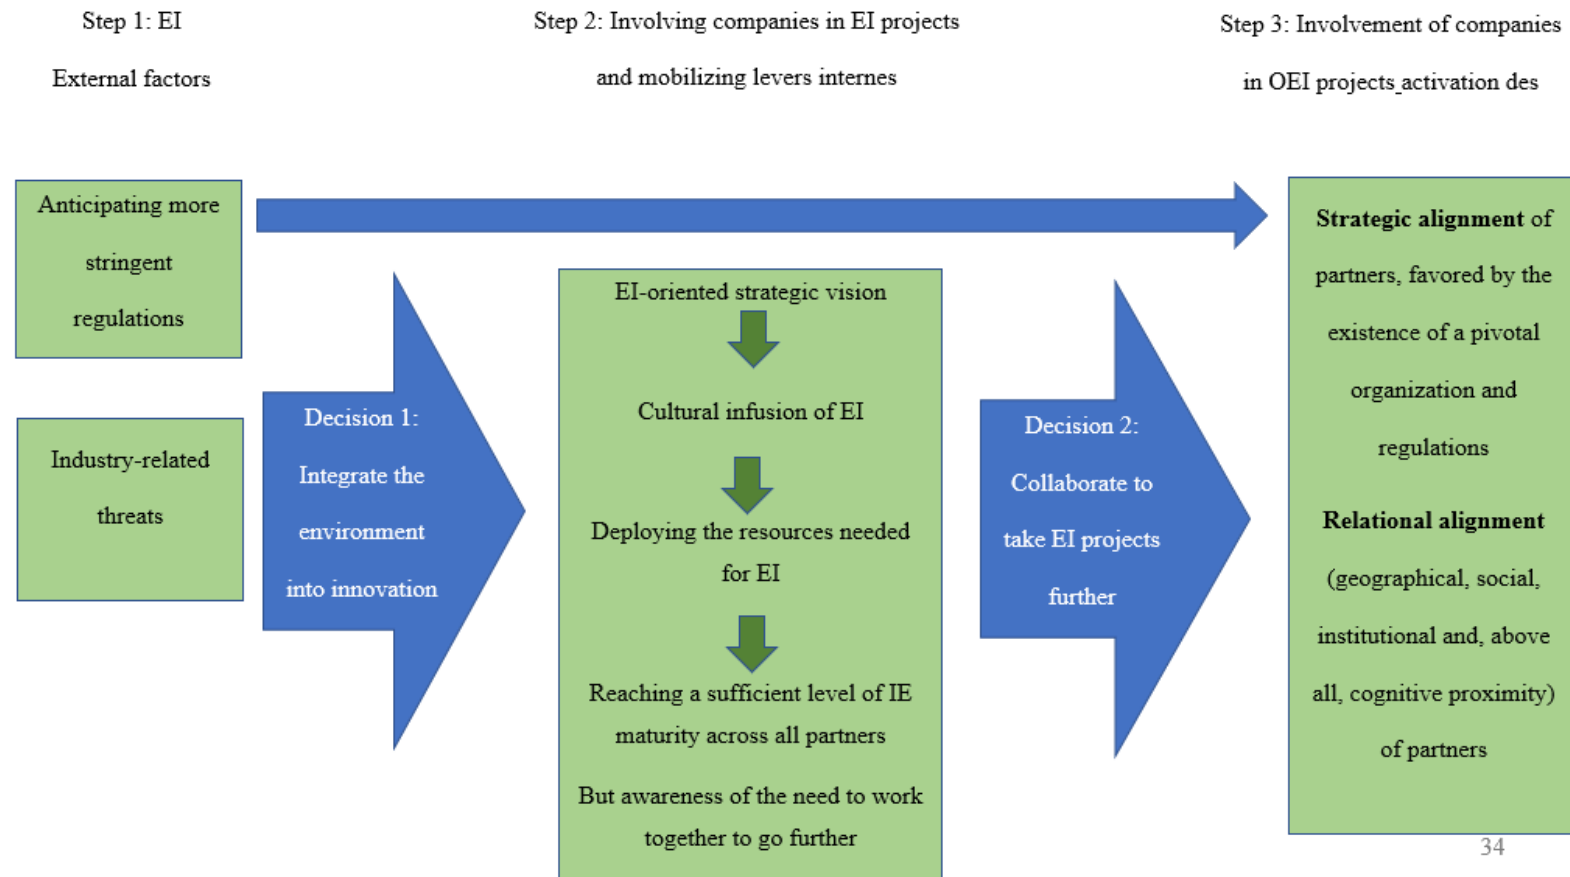 Step 1: EI
External factors
Step 2: Involving companies in EI projects
and mobilizing levers internes
Step 3: Involvement of companies
in OEI projects activation des
Anticipating more
stringent
regulations
Industry-related
threats
Decision 1:
Integrate the
environment
into innovation
EI-oriented strategic vision
Cultural infusion of EI
Deploying the resources needed
for EI
Reaching a sufficient level of IE
maturity across all partners
But awareness of the need to work
together to go further
Decision 2:
Collaborate to
take EI projects
further
Strategic alignment of
partners, favored by the
existence of a pivotal
organization and
regulations
Relational alignment
(geographical, social,
institutional and, above
all, cognitive proximity)
of partners
34